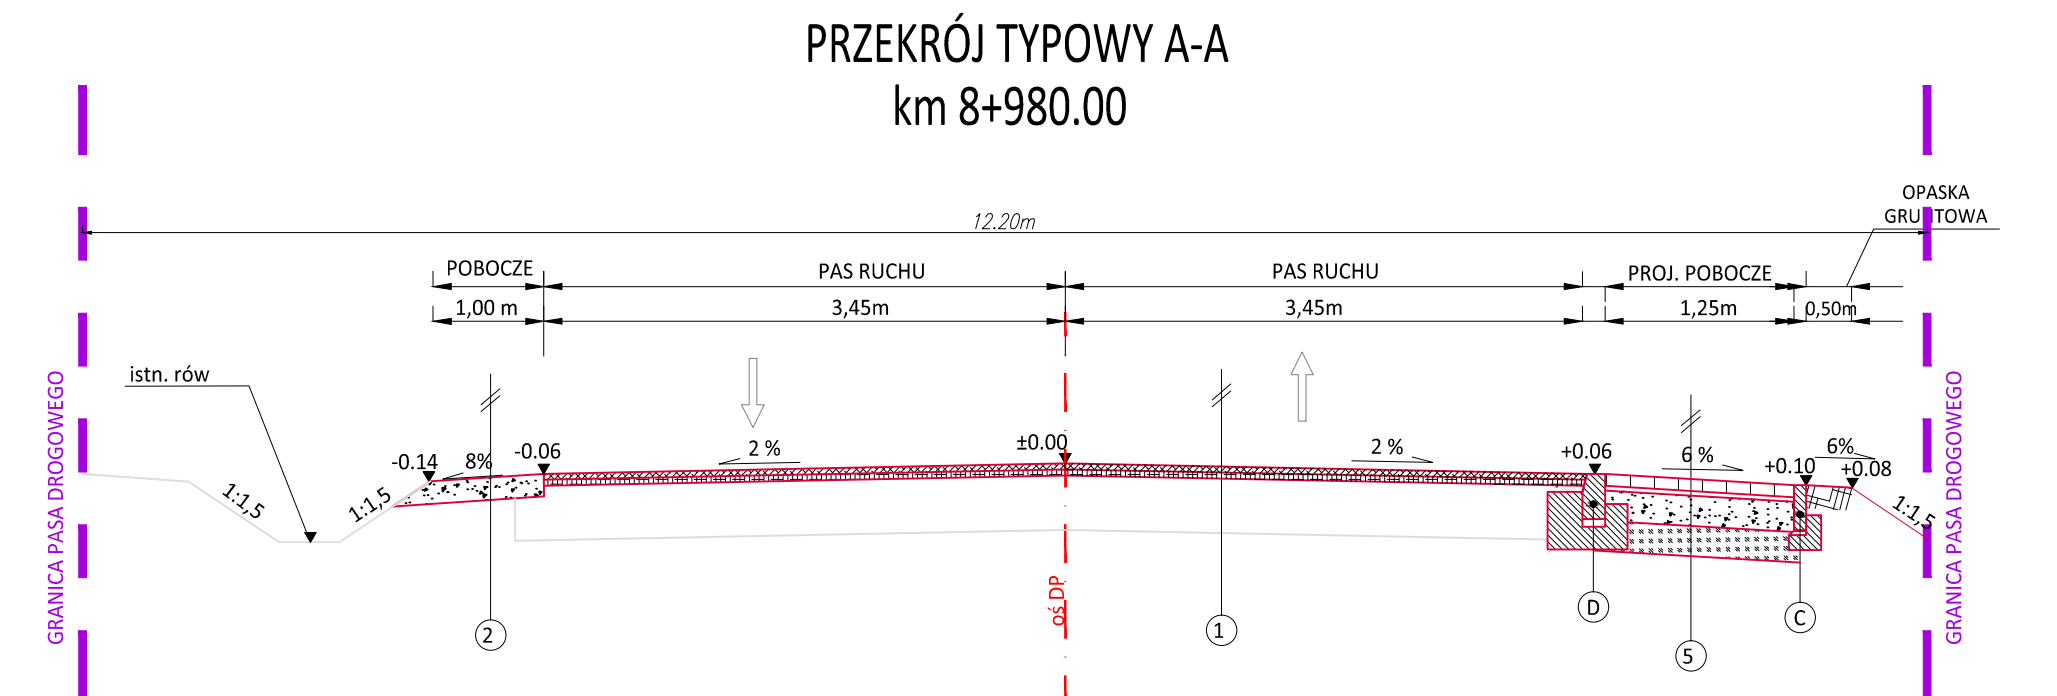 PRZEKRÓJ TYPOWY A-A
km 8+980.00
OPASKA
GRUNTOWA
12.20m
POBOCZE
PAS RUCHU
PAS RUCHU
PROJ. POBOCZE
1,00 m
3,45m
3,45m
1,25m
0,50m
istn. rów
GRANICA PASA DROGOWEGO
GRANICA PASA DROGOWEGO
-0.14
8%
-0.06
2 %
±0.00
2 %
+0.06
6 %
+0.10
6%
+0.08
1:1,5
1:1,5
1:1,5
oś DP
2
1
D
C
5